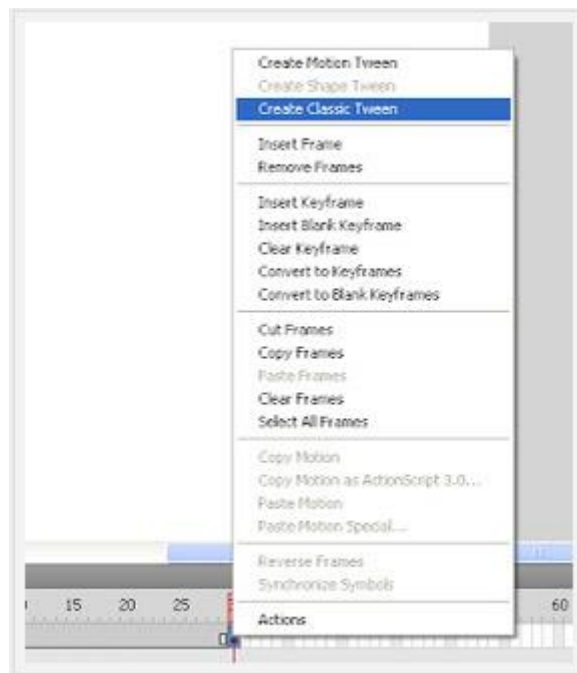 Create Motion Tween
Create Shape Tween
Create Classic Tween
Insert Frame
Remove Frames
Insert Keyframe
Insert Blank Keyframe
Clear Keyframe
Convert to Keyframes
Convert to Blank Keyframes
Cut Frames
Copy Frames
Paste Frames
Clear Frames
Select All Frames
Copy Motion
Copy Motion as ActionScript 3.0...
Paste Motion
Paste Motion Special...
Reverse Frames
Synchronize Symbols
Actions
15 20 25 60